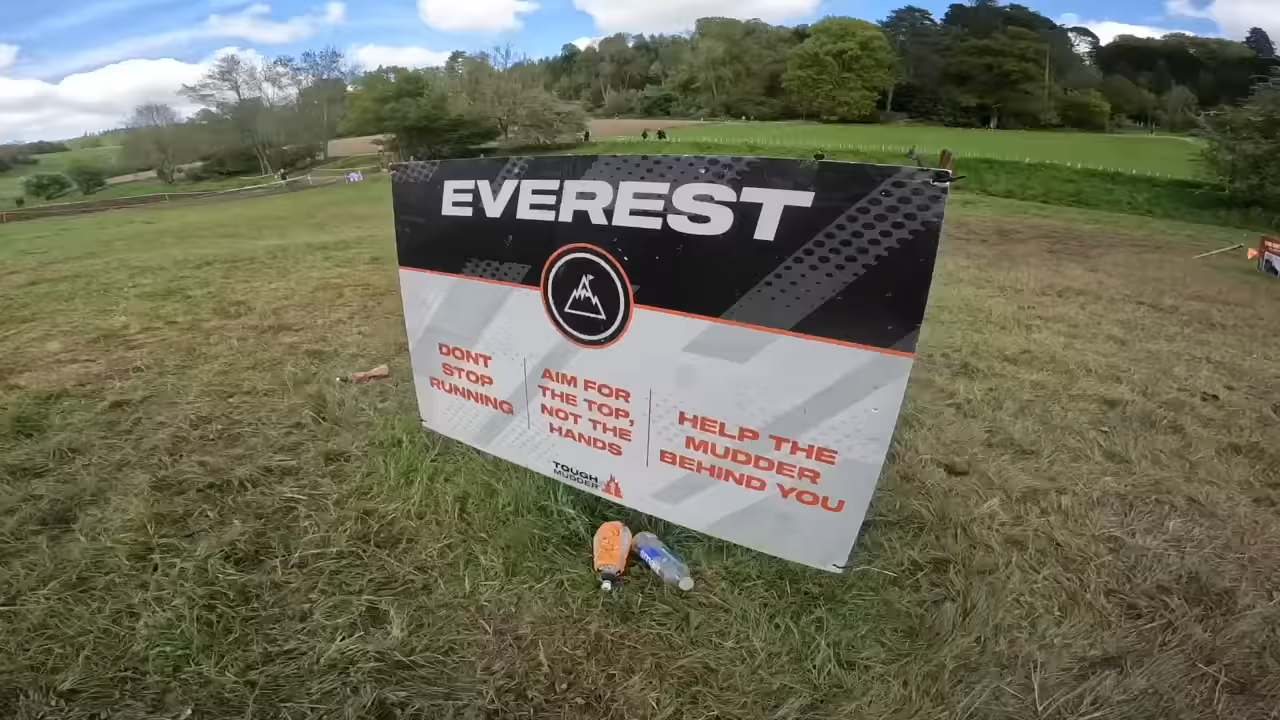 EVEREST
DONT
STOP
RUNNING
AIM FOR
THE TOP,
NOT THE
HANDS
HELP THE
MUDDER
BEHIND YOU
TOUGH
MUDDER